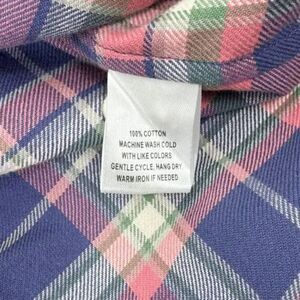 100% COTTON
MACHINE WASH COLD
WITH LIKE COLORS
GENTLE CYCLE, HANG DRY
WARM IRON IF NEEDED